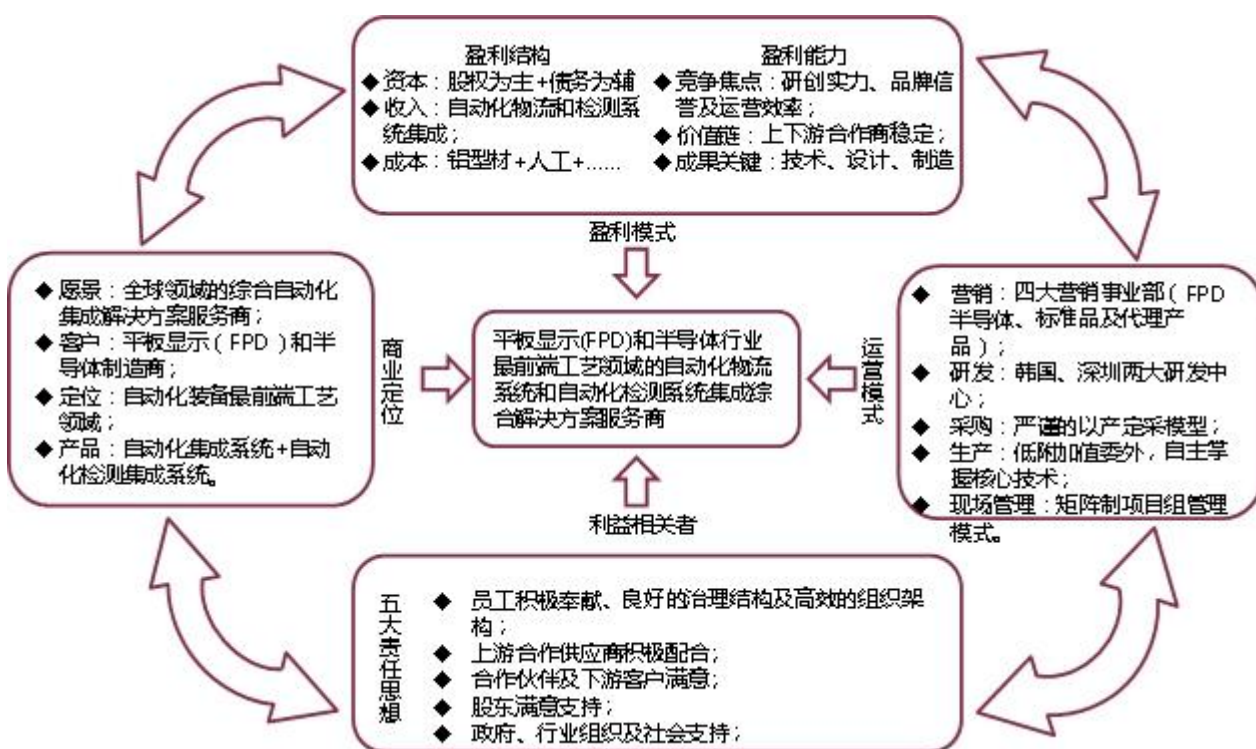 盈利结构
◆资本：股权为主+债务为辅
◆收入：自动化物流和检测系
统集成；
◆成本：铝型材+人工+……
盈利能力
◆竞争焦点：研创实力、品牌信
誉及运营效率；
◆价值链：上下游合作商稳定；
◆成果关键：技术、设计、制造
盈利模式
◆ 愿景：全球领域的综合自动化
集成解决方案服务商；
◆ 客户：平板显示（FPD）和半
导体制造商；
◆ 定位：自动化装备最前端工艺
领域；
◆ 产品：自动化集成系统+自动
化检测集成系统。
商业定位
平板显示(FPD)和半导体行业
最前端工艺领域的自动化物流
系统和自动化检测系统集成综
合解决方案服务商
运营模式
◆ 营销：四大营销事业部（FPD
半导体、标准品及代理产
品）；
◆ 研发：韩国、深圳两大研发中
心；
◆ 采购：严谨的以产定采模型；
◆ 生产：低附加值委外，自主掌
握核心技术；
◆ 现场管理：矩阵制项目组管理
模式。
利益相关者
五大责任思想
◆ 员工积极奉献、良好的治理结构及高效的组织架
构；
◆ 上游合作供应商积极配合；
◆ 合作伙伴及下游客户满意；
◆ 股东满意支持；
◆ 政府、行业组织及社会支持；